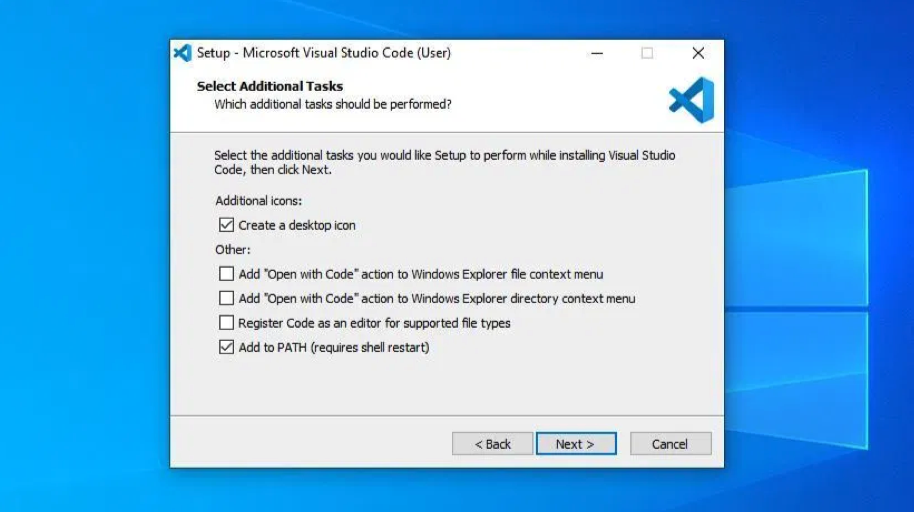 Setup - Microsoft Visual Studio Code (User)
Select Additional Tasks
Which additional tasks should be performed?
Select the additional tasks you would like Setup to perform while installing Visual Studio
Code, then click Next.
Additional icons:
Create a desktop icon
Other:
Add "Open with Code" action to Windows Explorer file context menu
Add "Open with Code" action to Windows Explorer directory context menu
Register Code as an editor for supported file types
Add to PATH (requires shell restart)
< Back Next > Cancel